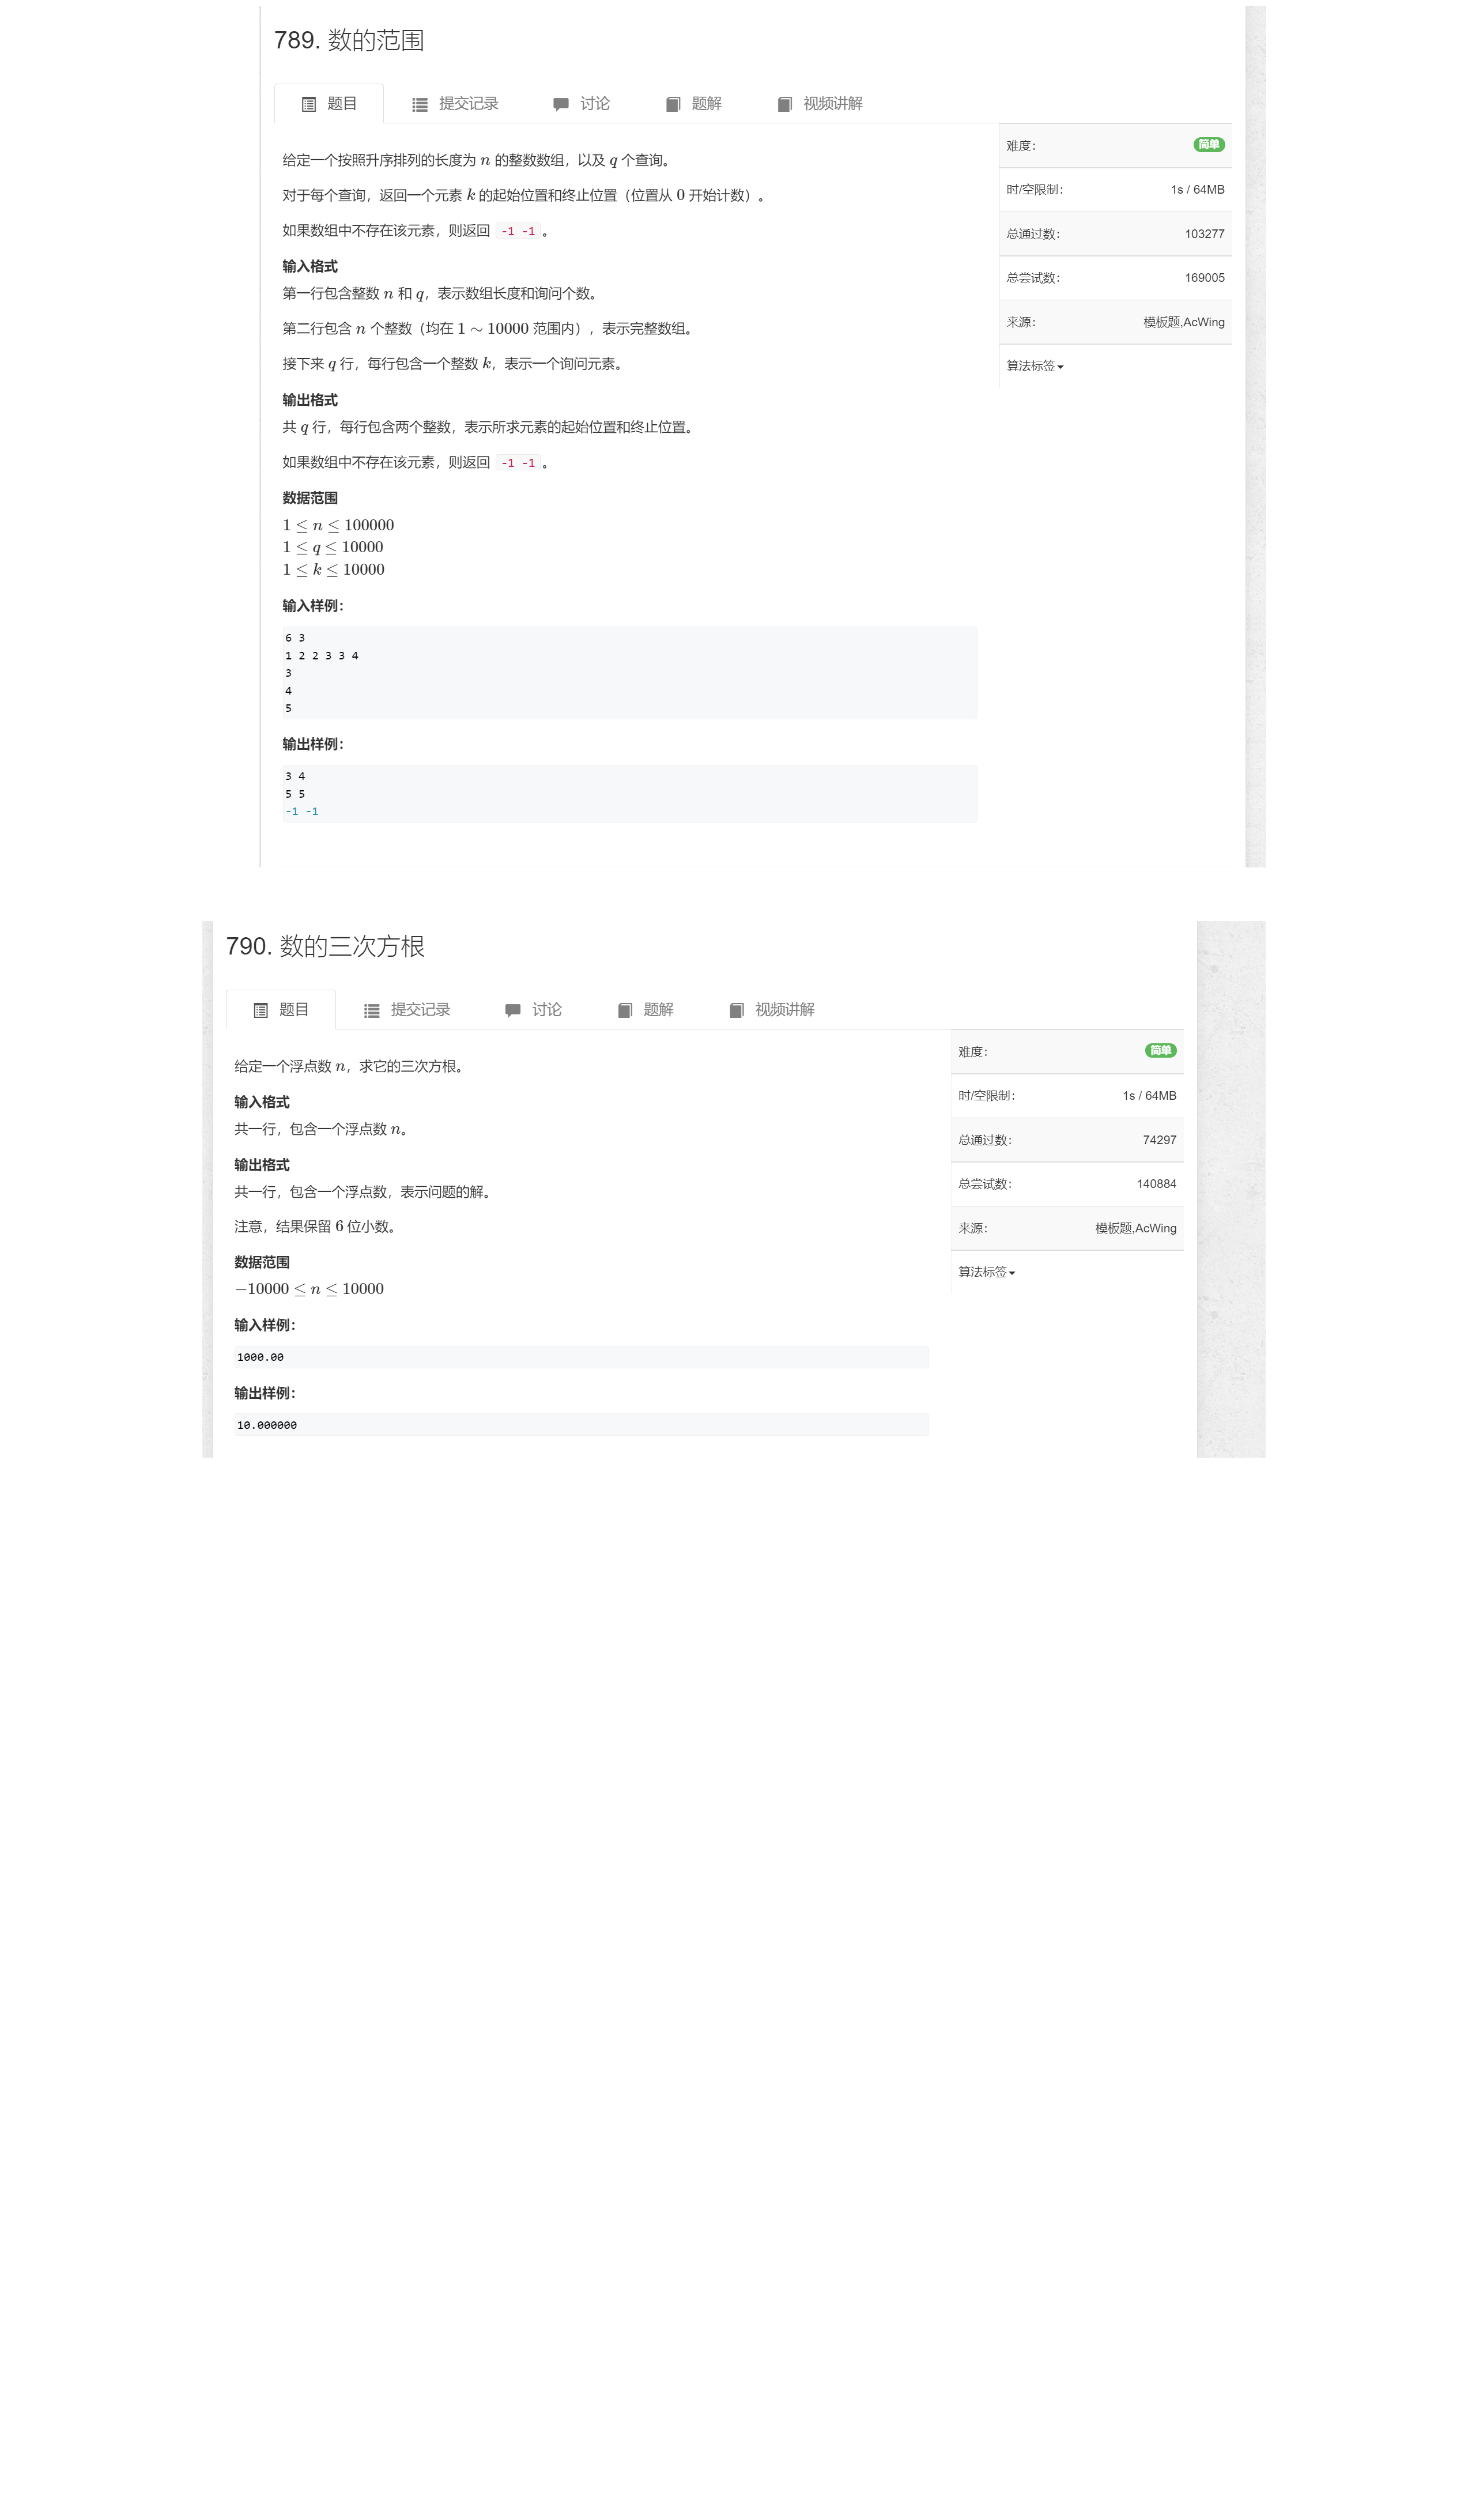 789. 数的范围
题目 提交记录 讨论 题解 视频讲解
给定一个按照升序排列的长度为 n 的整数数组，以及 q 个查询。
对于每个查询，返回一个元素 k 的起始位置和终止位置（位置从 0 开始计数）。
如果数组中不存在该元素，则返回 -1 -1 。
输入格式
第一行包含整数 n 和 q，表示数组长度和询问个数。
第二行包含 n 个整数（均在 1 ∼ 10000 范围内），表示完整数组。
接下来 q 行，每行包含一个整数 k，表示一个询问元素。
输出格式
共 q 行，每行包含两个整数，表示所求元素的起始位置和终止位置。
如果数组中不存在该元素，则返回 -1 -1 。
数据范围
1 ≤ n ≤ 100000
1 ≤ q ≤ 10000
1 ≤ k ≤ 10000
输入样例：
6 3
1 2 2 3 3 4
3
4
5
输出样例：
3 4
5 5
-1 -1
难度： 简单
时/空限制： 1s / 64MB
总通过数： 103277
总尝试数： 169005
来源： 模板题,AcWing
算法标签
790. 数的三次方根
题目 提交记录 讨论 题解 视频讲解
给定一个浮点数 n，求它的三次方根。
输入格式
共一行，包含一个浮点数 n。
输出格式
共一行，包含一个浮点数，表示问题的解。
注意，结果保留 6 位小数。
数据范围
−10000 ≤ n ≤ 10000
输入样例：
1000.00
输出样例：
10.000000
难度： 简单
时/空限制： 1s / 64MB
总通过数： 74297
总尝试数： 140884
来源： 模板题,AcWing
算法标签